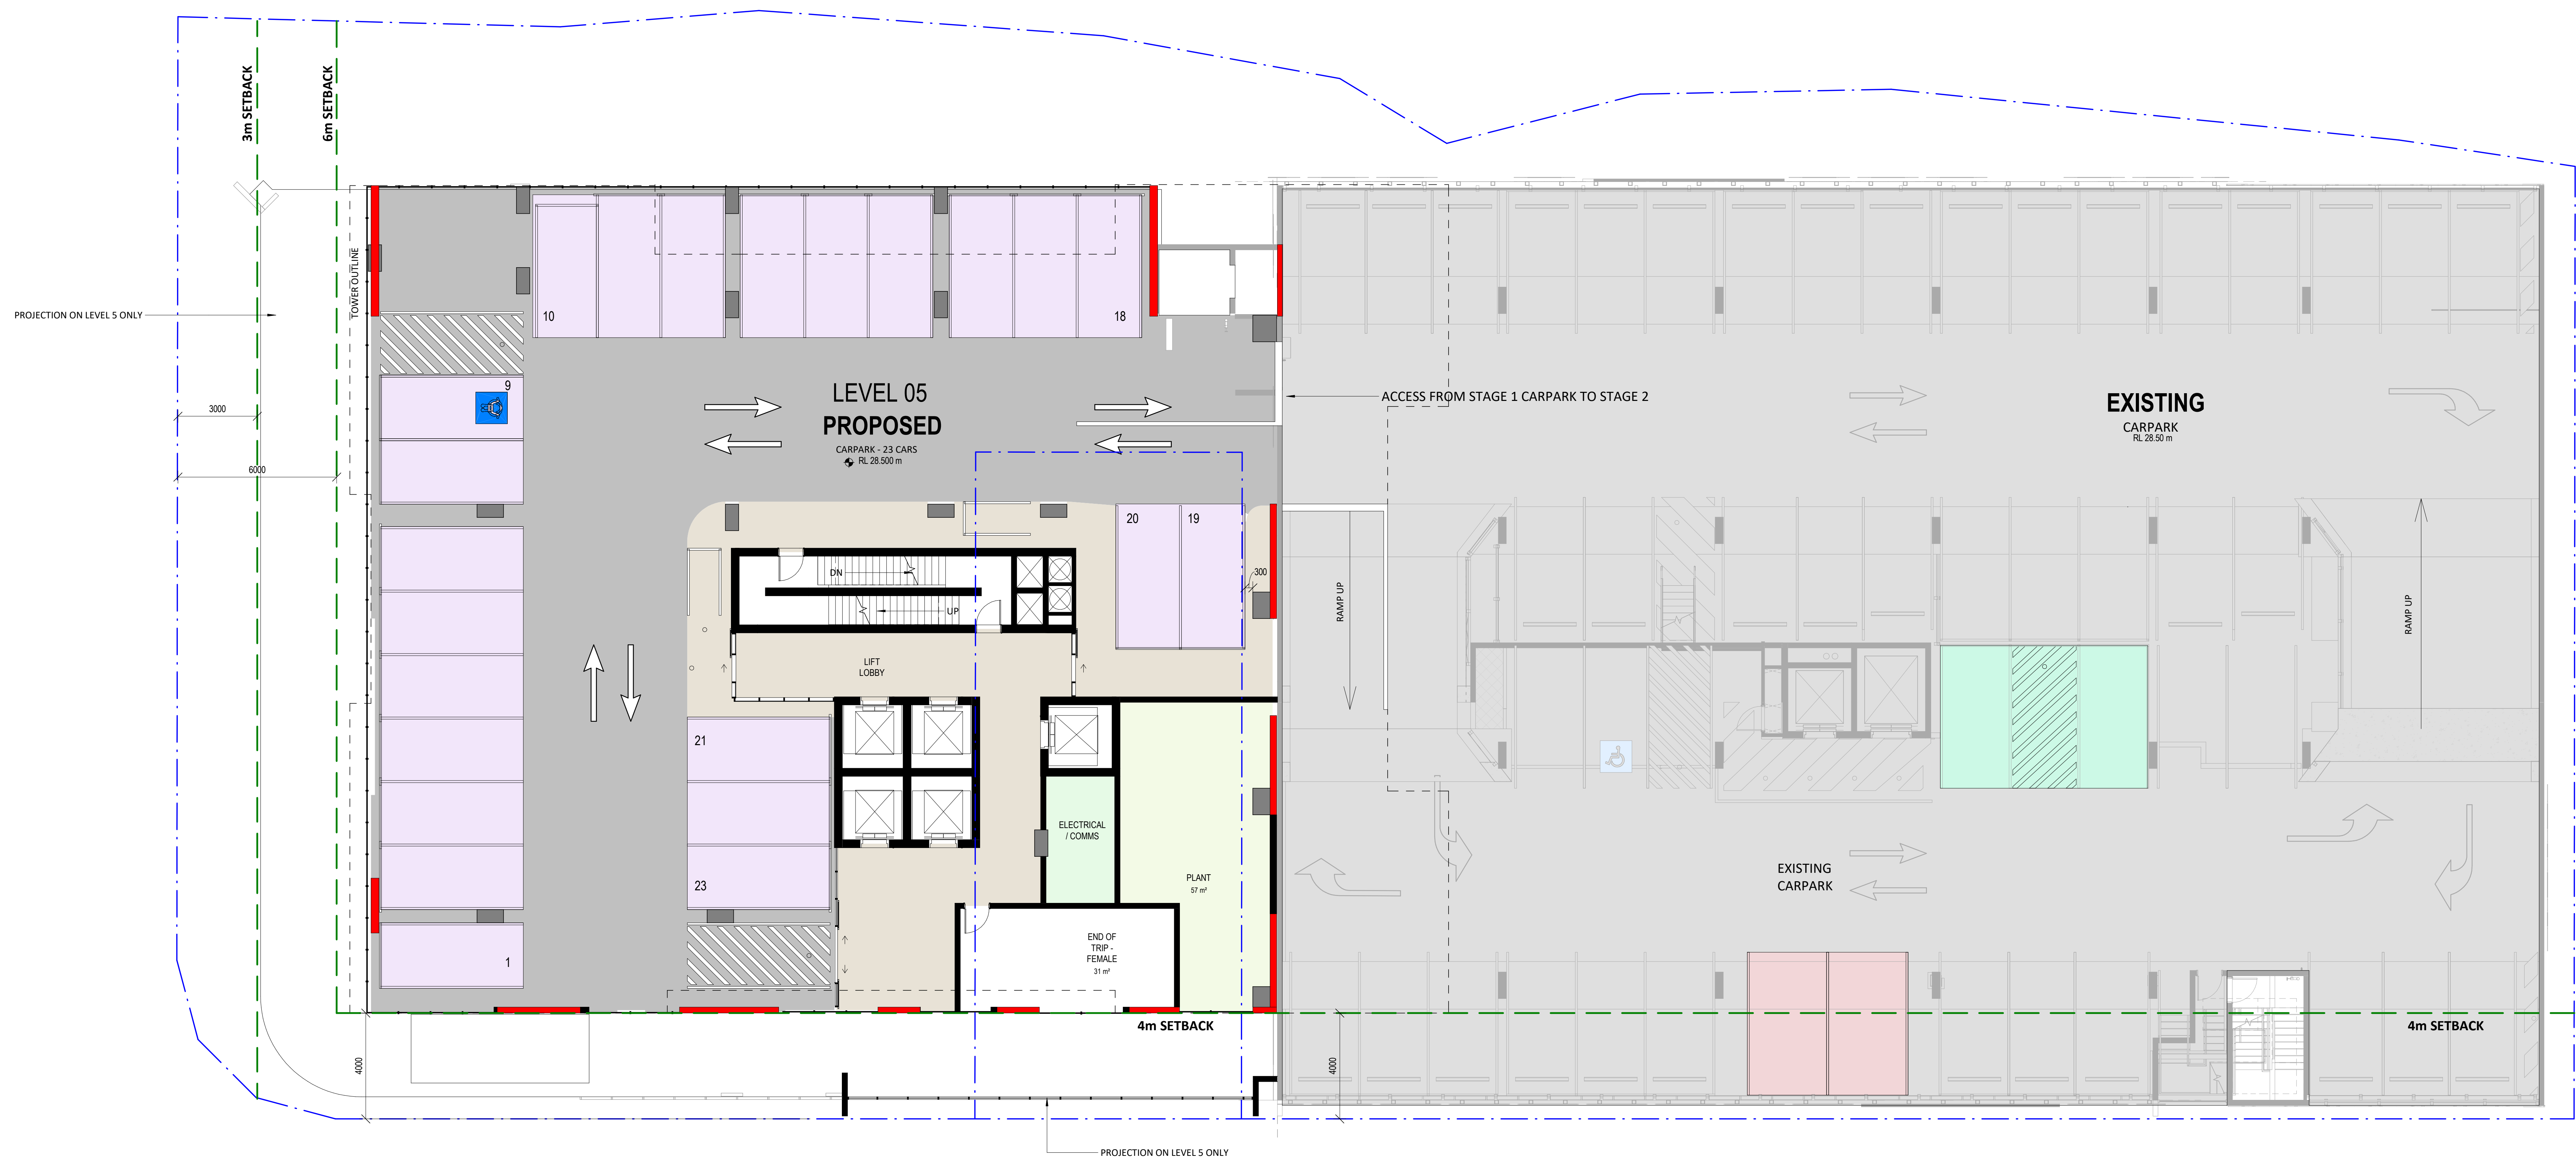 3m SETBACK
6m SETBACK
TOWER OUTLINE
PROJECTION ON LEVEL 5 ONLY
10
18
9
3000
6000
LEVEL 05
PROPOSED
CARPARK - 23 CARS
RL 28.500 m
ACCESS FROM STAGE 1 CARPARK TO STAGE 2
EXISTING
CARPARK
RL 28.50 m
20
19
300
DN
UP
RAMP UP
RAMP UP
LIFT
LOBBY
21
23
ELECTRICAL
/ COMMS
PLANT
57 m²
EXISTING
CARPARK
END OF
TRIP -
FEMALE
31 m²
1
4m SETBACK
4m SETBACK
4000
4000
PROJECTION ON LEVEL 5 ONLY